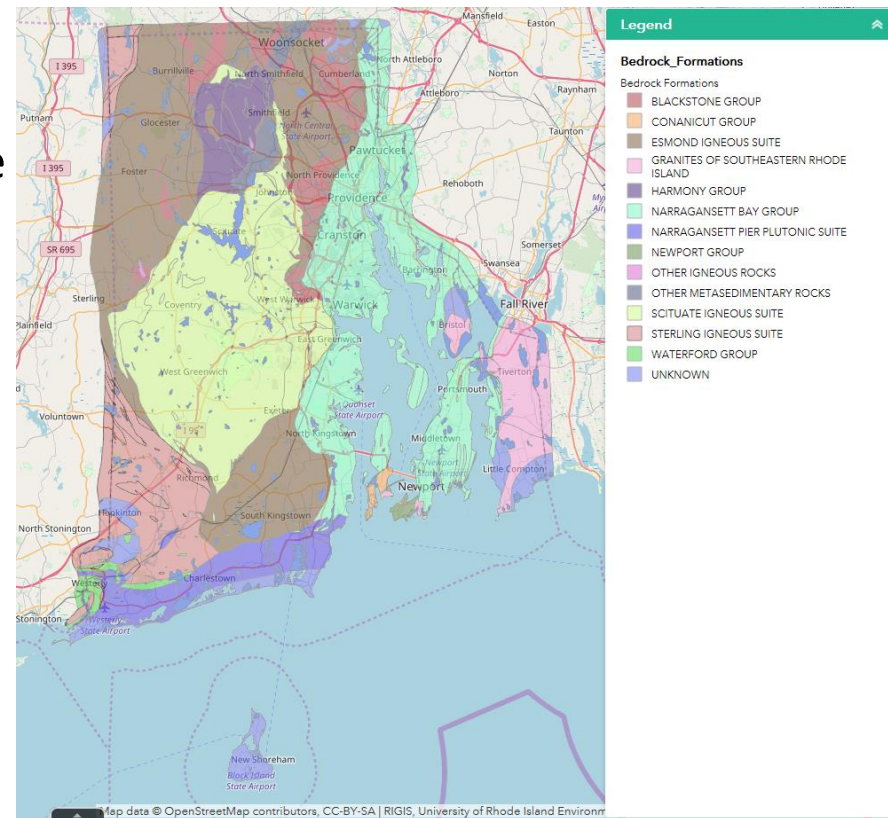 Woonsocket
Mansfield
Easton
I 395
Burrillville
North Smithfield
Cumberland
North Attleboro
Norton
Attleboro
Raynham
Putnam
Glocester
Smithfield
North Central
State Airport
Taunton
e
I 395
Foster
North Providence
Pawtucket
Rehoboth
Johnston
Providence
Scituate
Cranston
SR 695
Somerset
Swansea
Barrington
Sterling
Coventry
West Warwick
Warwick
Fall River
Plainfield
East Greenwich
Bristol
West Greenwich
Tiverton
Quonset
State Airport
Portsmouth
Voluntown
Exeter
I 95
North Kingstown
Middletown
Newport
State Airport
Richmond
Little Compton
Newport
Hopkinton
South Kingstown
North Stonington
Westerly
Charlestown
Stonington
Westerly
State Airport
New Shoreham
Block Island
State Airport
Map data © OpenStreetMap contributors, CC-BY-SA | RIGIS, University of Rhode Island Environm
Legend
Bedrock_Formations
Bedrock Formations
BLACKSTONE GROUP
CONANICUT GROUP
ESMOND IGNEOUS SUITE
GRANITES OF SOUTHEASTERN RHODE
ISLAND
HARMONY GROUP
NARRAGANSETT BAY GROUP
NARRAGANSETT PIER PLUTONIC SUITE
NEWPORT GROUP
OTHER IGNEOUS ROCKS
OTHER METASEDIMENTARY ROCKS
SCITUATE IGNEOUS SUITE
STERLING IGNEOUS SUITE
WATERFORD GROUP
UNKNOWN